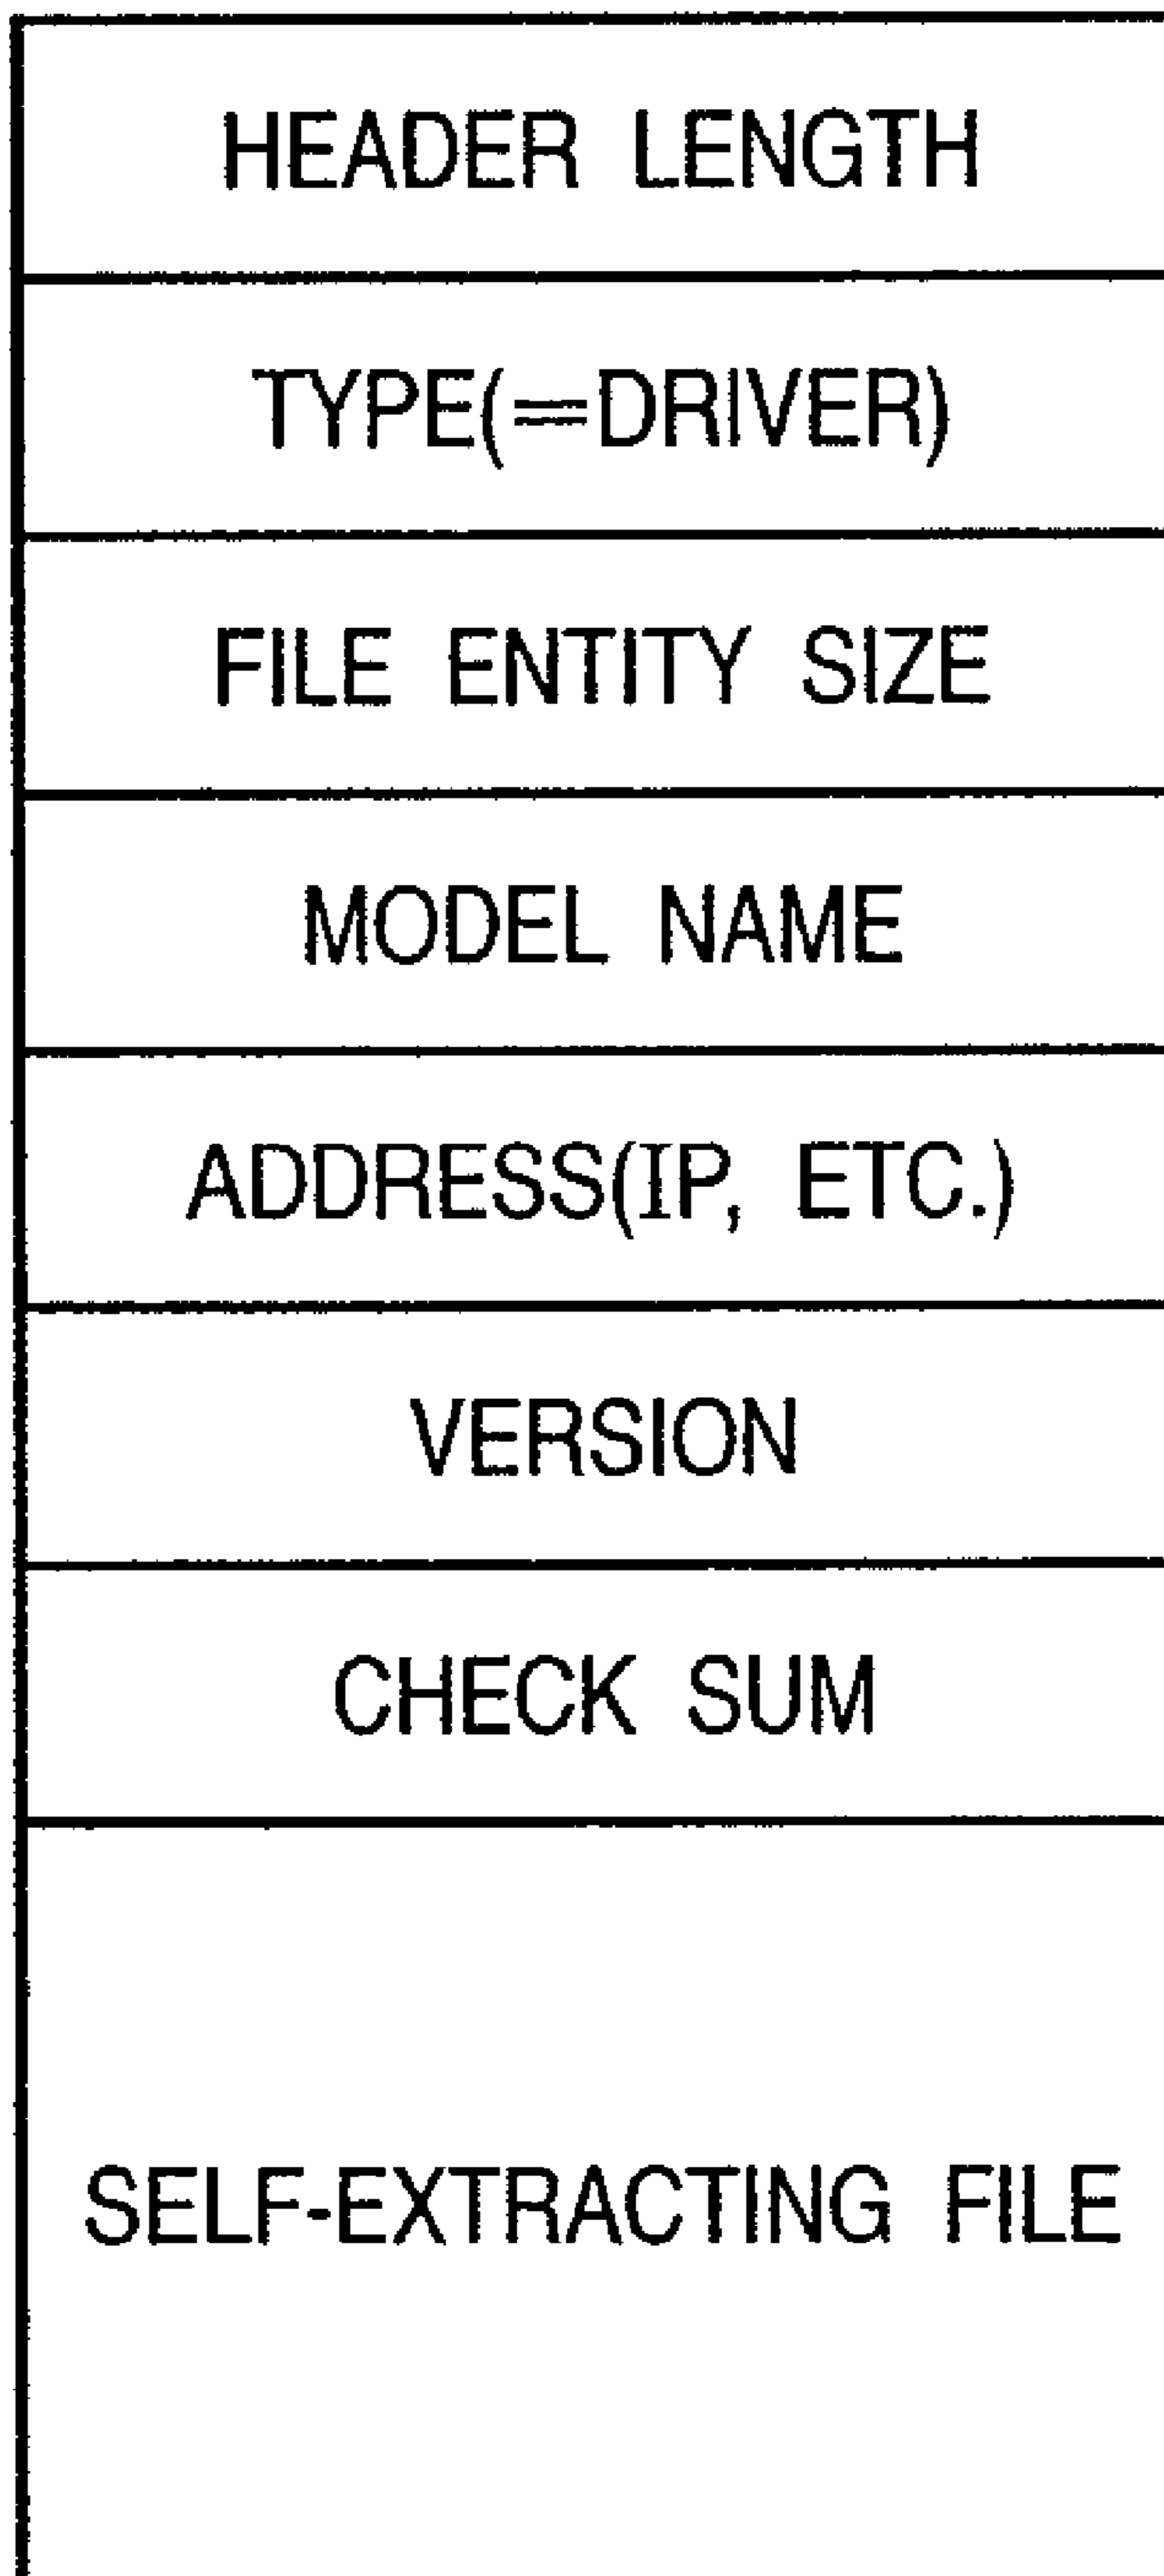 HEADER LENGTH
TYPE(=DRIVER)
FILE ENTITY SIZE
MODEL NAME
ADDRESS(IP, ETC.)
VERSION
CHECK SUM
SELF-EXTRACTING FILE